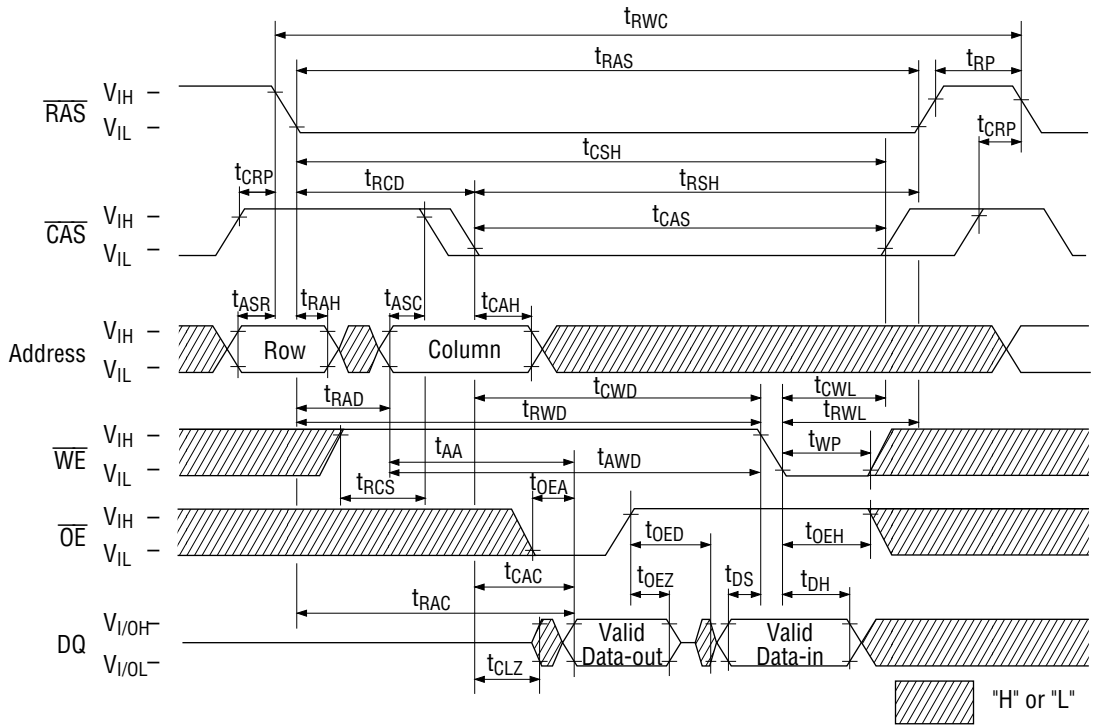 tRWC
tRAS
tRP
RAS
VIH
VIL
tCRP
tCSH
tCRP
tRCD
tRSH
CAS
VIH
VIL
tCAS
tASR
tRAH
tASC
tCAH
Address
VIH
VIL
Row
Column
tRAD
tCWD
tCWL
tRWD
tRWL
WE
VIH
VIL
tAA
tWP
tAWD
tRCS
tOEA
OE
VIH
VIL
tOED
tOEH
tCAC
tOEZ
tDS
tDH
tRAC
DQ
VI/OH
VI/OL
Valid
Data-out
Valid
Data-in
tCLZ
"H" or "L"